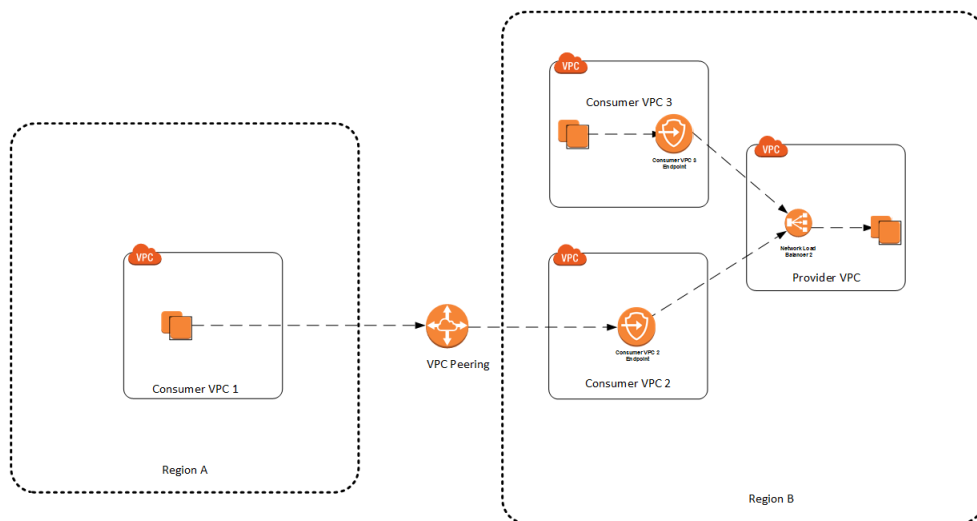 VPC
Consumer VPC 3
Consumer VPC 3
Endpoint
VPC
Network Load
Balancer 2
Provider VPC
VPC
Consumer VPC 1
VPC Peering
VPC
Consumer VPC 2
Endpoint
Consumer VPC 2
Region A
Region B